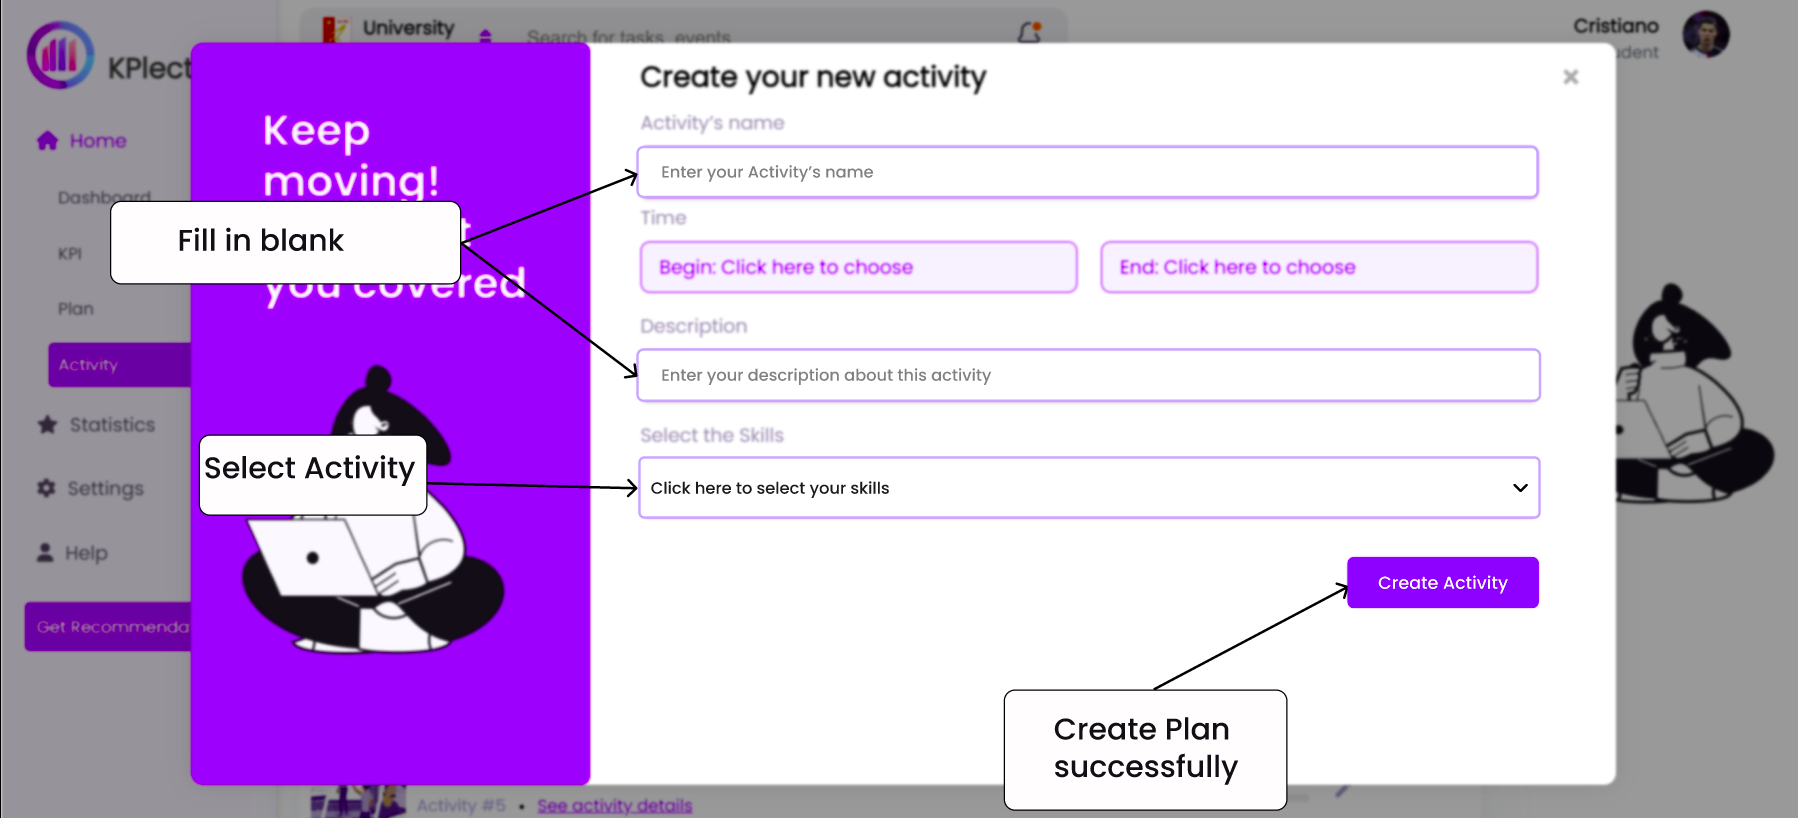 University
Search for tasks, events
Cristiano
KPlect
Create your new activity
Keep
moving!
you covered
Home
Dashboard
KPI
Plan
Activity
Statistics
Settings
Help
Get Recommenda
Activity's name
Enter your Activity's name
Time
Begin: Click here to choose
End: Click here to choose
Description
Enter your description about this activity
Select the Skills
Click here to select your skills
Create Activity
Fill in blank
Select Activity
Create Plan
successfully
Activity #5 • See activity details